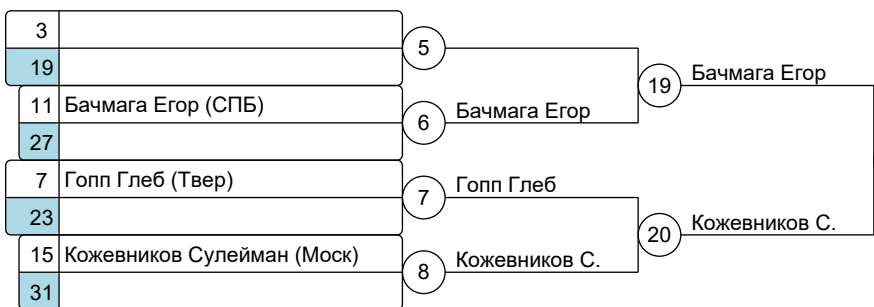 3
19
5
11 Бачмага Егор (СПБ)
27
6
Бачмага Егор
19
Бачмага Егор
7 Гопп Глеб (Твер)
23
7
Гопп Глеб
15 Кожевников Сулейман (Моск)
31
8
Кожевников С.
20
Кожевников С.